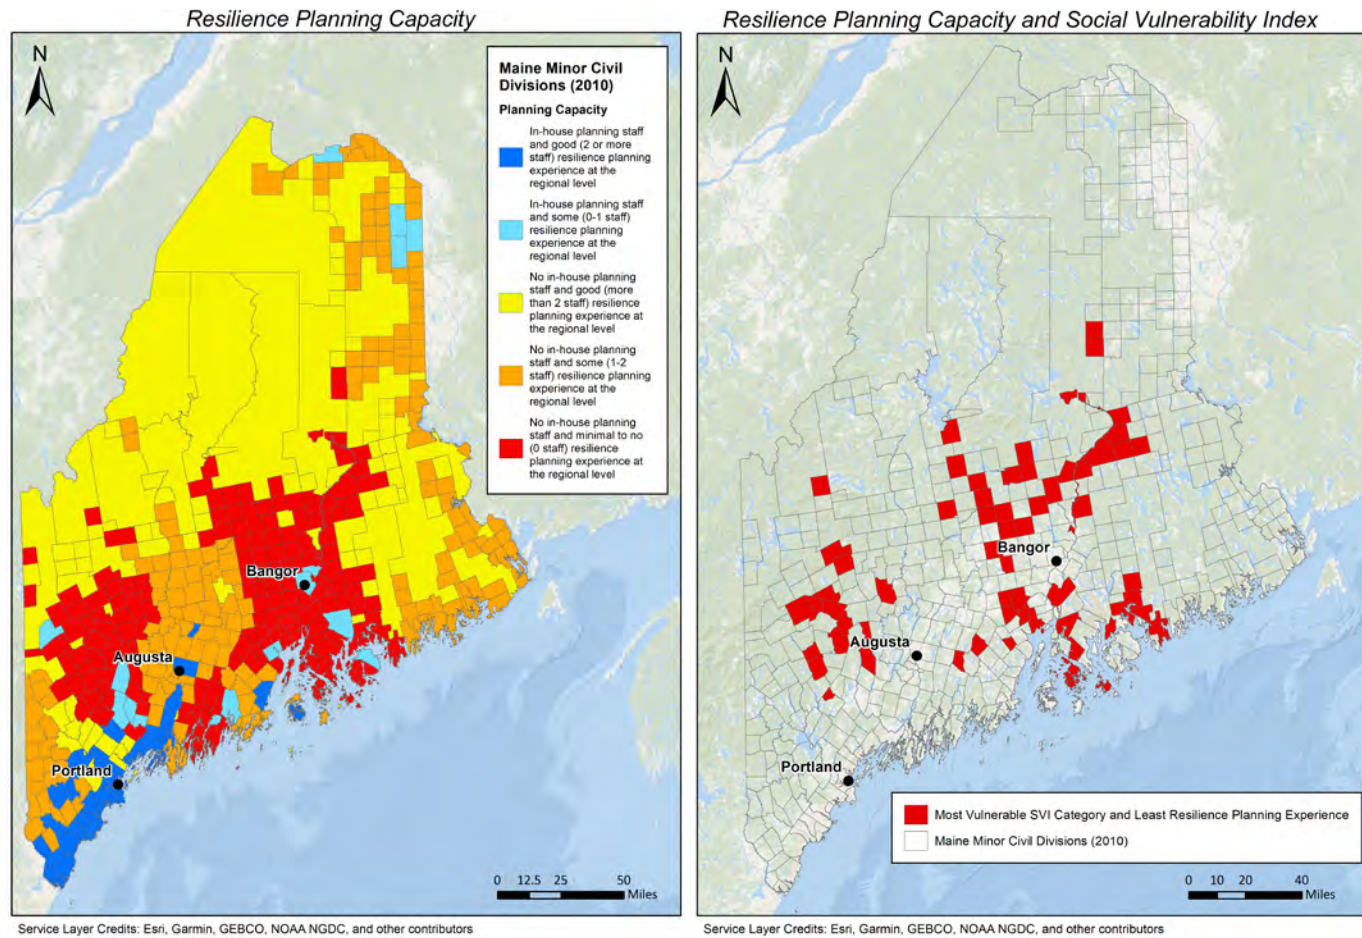 Resilience Planning Capacity
N
Maine Minor Civil
Divisions (2010)
Planning Capacity
In-house planning staff
and good (2 or more
staff) resilience planning
experience at the
regional level
In-house planning staff
and some (0-1 staff)
resilience planning
experience at the
regional level
No in-house planning
staff and good (more
than 2 staff) resilience
planning experience at
the regional level
No in-house planning
staff and some (1-2
staff) resilience planning
experience at the
regional level
No in-house planning
staff and minimal to no
(0 staff) resilience
planning experience at
the regional level
Bangor
Augusta
Portland
0 12.5 25 50
Miles
Service Layer Credits: Esri, Garmin, GEBCO, NOAA NGDC, and other contributors
Resilience Planning Capacity and Social Vulnerability Index
N
Bangor
Augusta
Portland
Most Vulnerable SVI Category and Least Resilience Planning Experience
Maine Minor Civil Divisions (2010)
0 10 20 40
Miles
Service Layer Credits: Esri, Garmin, GEBCO, NOAA NGDC, and other contributors